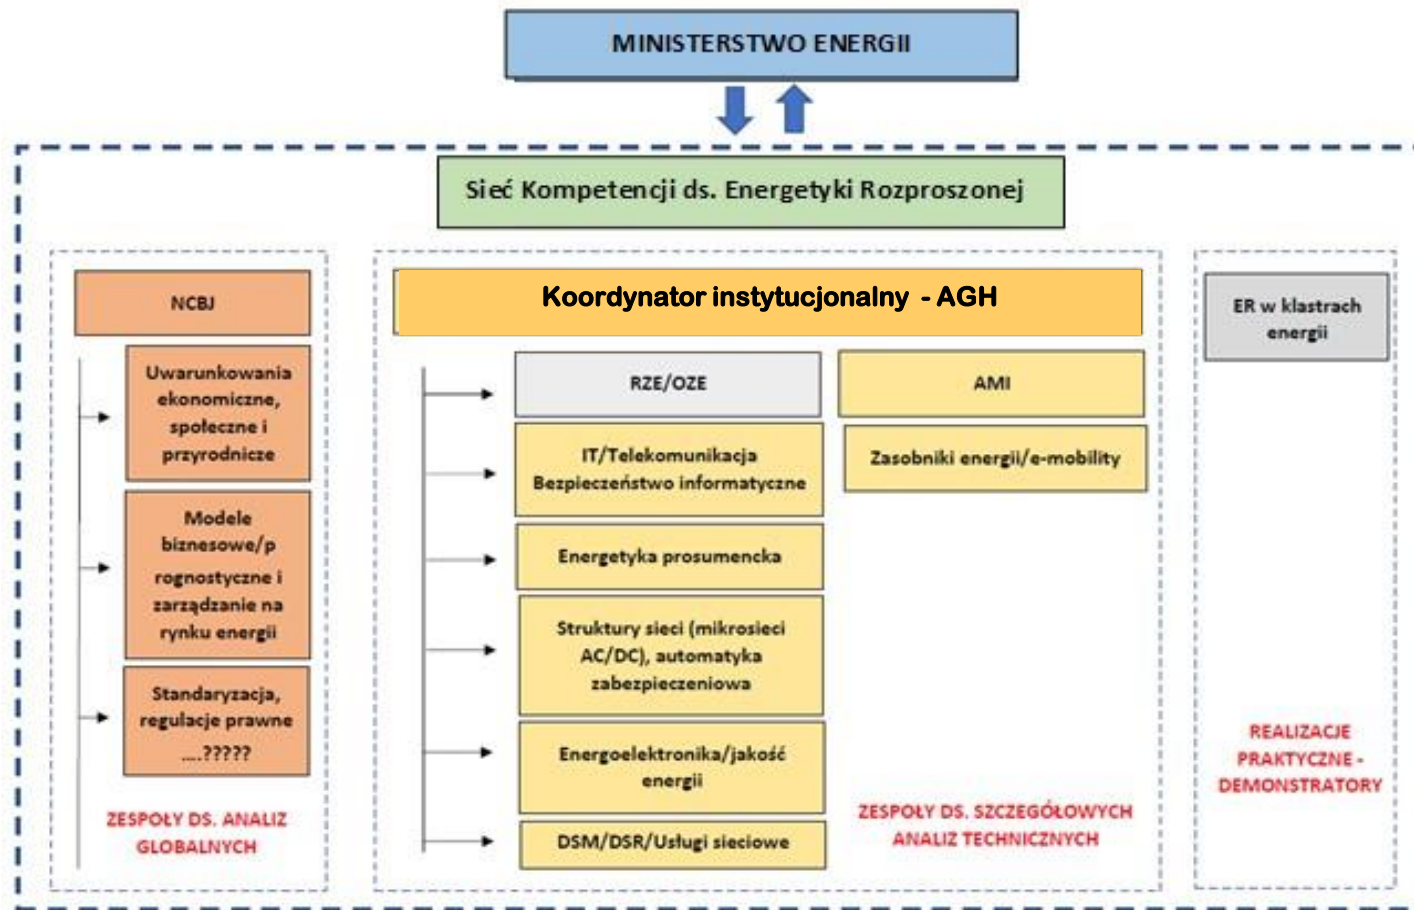 MINISTERSTWO ENERGII
Sieć Kompetencji ds. Energetyki Rozproszonej
NCBJ
Uwarunkowania
ekonomiczne,
społeczne i
przyrodnicze
Modele
biznesowe/p
rognostyczne i
zarządzanie na
rynku energii
Standaryzacja,
regulacje prawne
....?????
ZESPOŁY DS. ANALIZ
GLOBALNYCH
Koordynator instytucjonalny - AGH
RZE/OZE
IT/Telekomunikacja
Bezpieczeństwo informatyczne
Energetyka prosumencka
Struktury sieci (mikrosieci
AC/DC), automatyka
zabezpieczeniowa
Energoelektronika/jakość
energii
DSM/DSR/Usługi sieciowe
AMI
Zasobniki energii/e-mobility
ZESPOŁY DS. SZCZEGÓŁOWYCH
ANALIZ TECHNICZNYCH
ER w klastrach
energii
REALIZACJE
PRAKTYCZNE -
DEMONSTRATORY